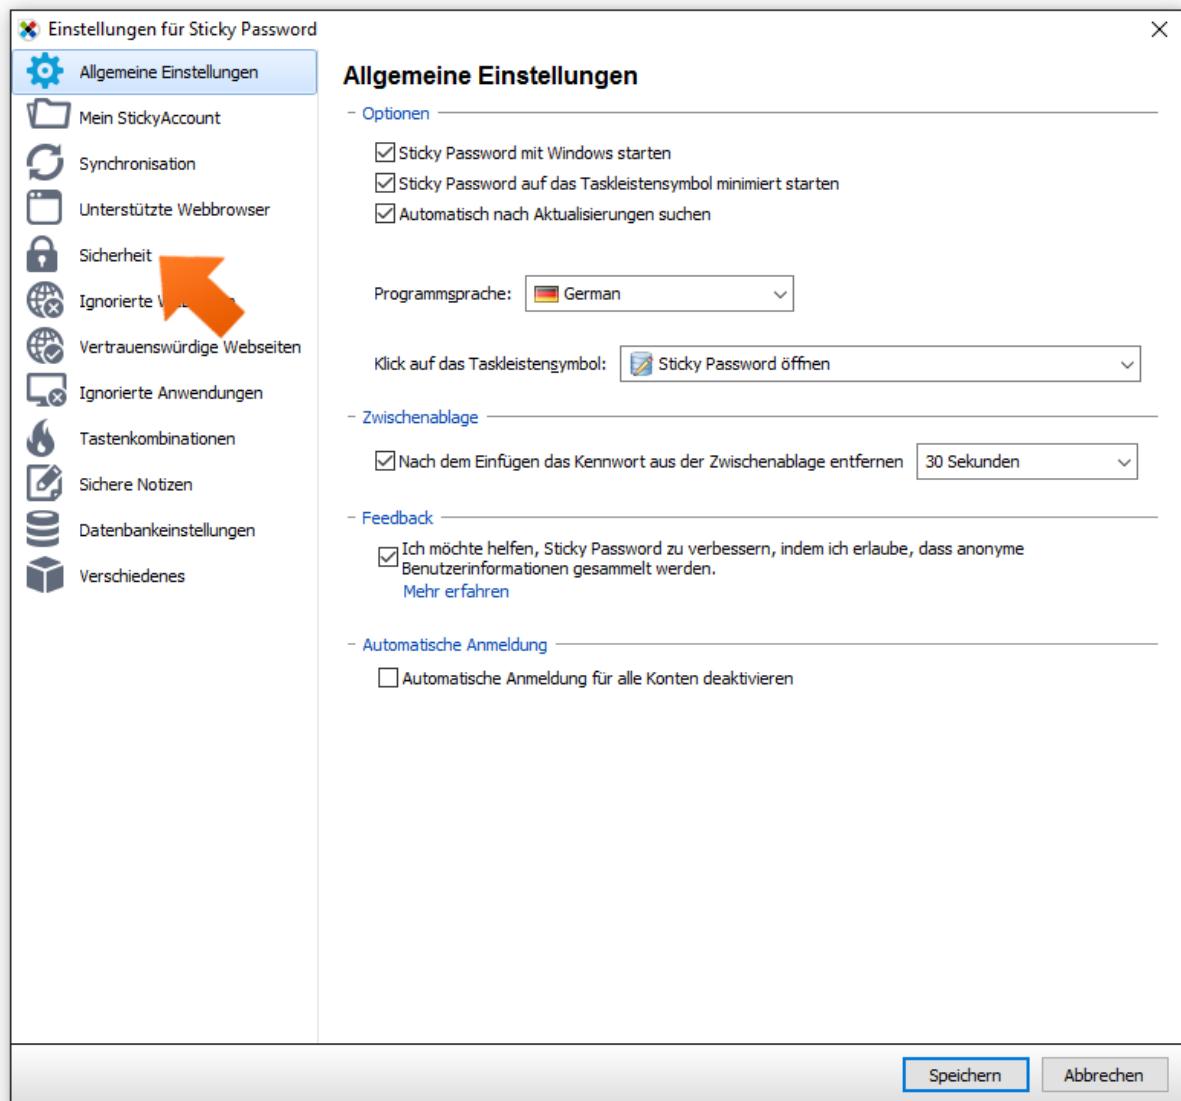 Einstellungen für Sticky Password
Allgemeine Einstellungen
Mein StickyAccount
Synchronisation
Unterstützte Webbrowser
Sicherheit
Ignorierte
Vertrauenswürdige Webseiten
Ignorierte Anwendungen
Tastenkombinationen
Sichere Notizen
Datenbankeinstellungen
Verschiedenes
Allgemeine Einstellungen
Optionen
Sticky Password mit Windows starten
Sticky Password auf das Taskleistensymbol minimiert starten
Automatisch nach Aktualisierungen suchen
Programmsprache: German
Klick auf das Taskleistensymbol: Sticky Password öffnen
Zwischenablage
Nach dem Einfügen das Kennwort aus der Zwischenablage entfernen 30 Sekunden
Feedback
Ich möchte helfen, Sticky Password zu verbessern, indem ich erlaube, dass anonyme
Benutzerinformationen gesammelt werden.
Mehr erfahren
Automatische Anmeldung
Automatische Anmeldung für alle Konten deaktivieren
Speichern Abbrechen